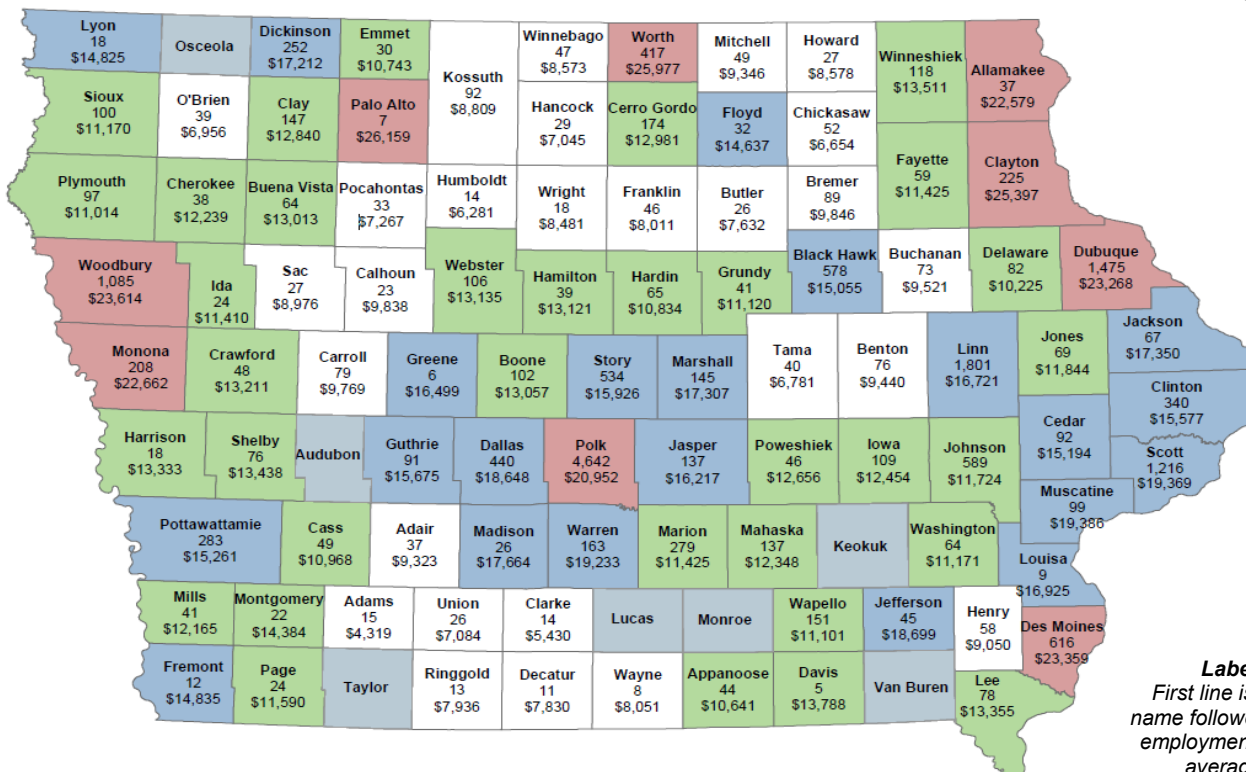 Lyon
18
$14,825
Osceola
Dickinson
252
$17,212
Emmet
30
$10,743
Kossuth
92
$8,809
Winnebago
47
$8,573
Worth
417
$25,977
Mitchell
49
$9,346
Howard
27
$8,578
Winneshiek
118
$13,511
Allamakee
37
$22,579
Sioux
100
$11,170
O'Brien
39
$6,956
Clay
147
$12,840
Palo Alto
7
$26,159
Hancock
29
$7,045
Cerro Gordo
174
$12,981
Floyd
32
$14,637
Chickasaw
52
$6,654
Fayette
59
$11,425
Clayton
225
$25,397
Plymouth
97
$11,014
Cherokee
38
$12,239
Buena Vista
64
$13,013
Pocahontas
33
$7,267
Humboldt
14
$6,281
Wright
18
$8,481
Franklin
46
$8,011
Butler
26
$7,632
Bremer
89
$9,846
Woodbury
1,085
$23,614
Ida
24
$11,410
Sac
27
$8,976
Calhoun
23
$9,838
Webster
106
$13,135
Hamilton
39
$13,121
Hardin
65
$10,834
Grundy
41
$11,120
Black Hawk
578
$15,055
Buchanan
73
$9,521
Delaware
82
$10,225
Dubuque
1,475
$23,268
Monona
208
$22,662
Crawford
48
$13,211
Carroll
79
$9,769
Greene
6
$16,499
Boone
102
$13,057
Story
534
$15,926
Marshall
145
$17,307
Tama
40
$6,781
Benton
76
$9,440
Linn
1,801
$16,721
Jones
69
$11,844
Jackson
67
$17,350
Clinton
340
$15,577
Harrison
18
$13,333
Shelby
76
$13,438
Audubon
Guthrie
91
$15,675
Dallas
440
$18,648
Polk
4,642
$20,952
Jasper
137
$16,217
Poweshiek
46
$12,656
Iowa
109
$12,454
Johnson
589
$11,724
Cedar
92
$15,194
Scott
1,216
$19,369
Muscatine
99
$19,386
Pottawattamie
283
$15,261
Cass
49
$10,968
Adair
37
$9,323
Madison
26
$17,664
Warren
163
$19,233
Marion
279
$11,425
Mahaska
137
$12,348
Keokuk
Washington
64
$11,171
Louisa
9
$16,925
Mills
41
$12,165
Montgomery
22
$14,384
Adams
15
$4,319
Union
26
$7,084
Clarke
14
$5,430
Lucas
Monroe
Wapello
151
$11,101
Jefferson
45
$18,699
Henry
58
$9,050
Des Moines
616
$23,359
Fremont
12
$14,835
Page
24
$11,590
Taylor
Ringgold
13
$7,936
Decatur
11
$7,830
Wayne
8
$8,051
Appanoose
44
$10,641
Davis
5
$13,788
Van Buren
Lee
78
$13,355
Labe
First line is
name followe
employmen
averag